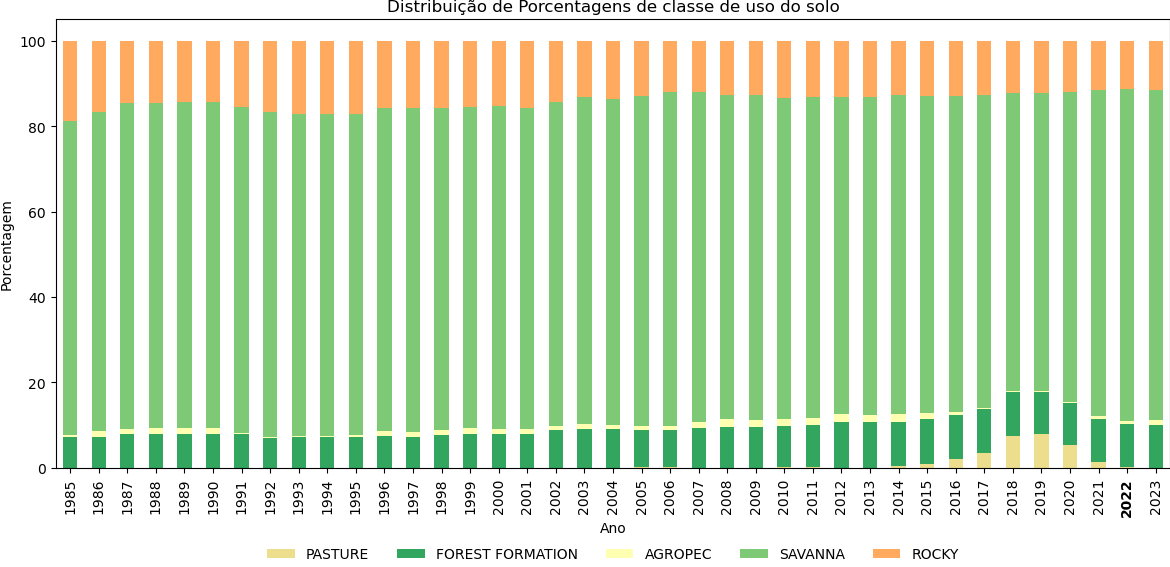 Distribuição de Porcentagens de classe de uso do solo
100
80
60
40
20
0
Porcentagem
1985 1986 1987 1988 1989 1990 1991 1992 1993 1994 1995 1996 1997 1998 1999 2000 2001 2002 2003 2004 2005 2006 2007 2008 2009 2010 2011 2012 2013 2014 2015 2016 2017 2018 2019 2020 2021 2022 2023
Ano
PASTURE FOREST FORMATION AGROPEC SAVANNA ROCKY